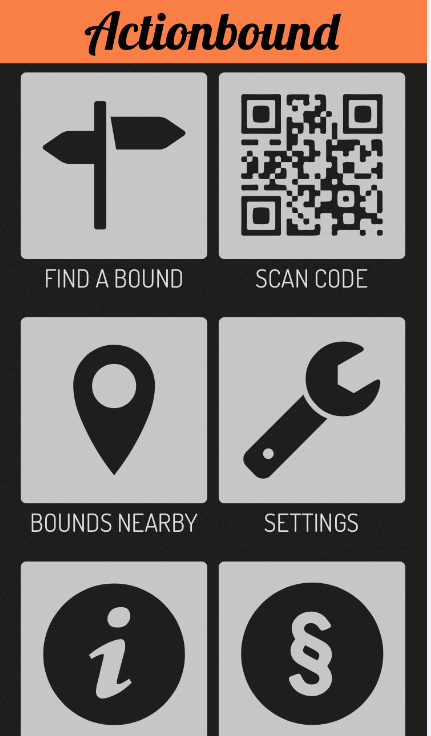 Actionbound
FIND A BOUND
SCAN CODE
BOUNDS NEARBY
SETTINGS
i
§